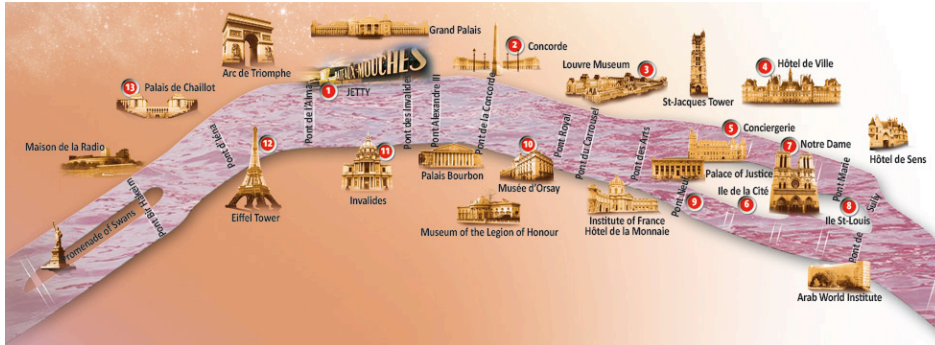 Grand Palais
2
Concorde
Arc de Triomphe
MOUCHES
1
JETTY
Louvre Museum
3
St-Jacques Tower
4
Hôtel de Ville
13
Palais de Chaillot
Maison de la Radio
Promenade of Swans
Pont Bir Hakeim
Pont d'Iéna
12
Eiffel Tower
Pont de l'Alma
11
Invalides
Pont des Invalides
Pont Alexandre III
Palais Bourbon
Pont de la Concorde
10
Musée d'Orsay
Museum of the Legion of Honour
Pont Royal
Pont du Carrousel
Pont des Arts
Institute of France
Hôtel de la Monnaie
Pont Neuf
9
5
Conciergerie
Palace of Justice
Ile de la Cité
6
7
Notre Dame
Pont Marie
8
Ile St-Louis
Pont de
Sully
Hôtel de Sens
Arab World Institute